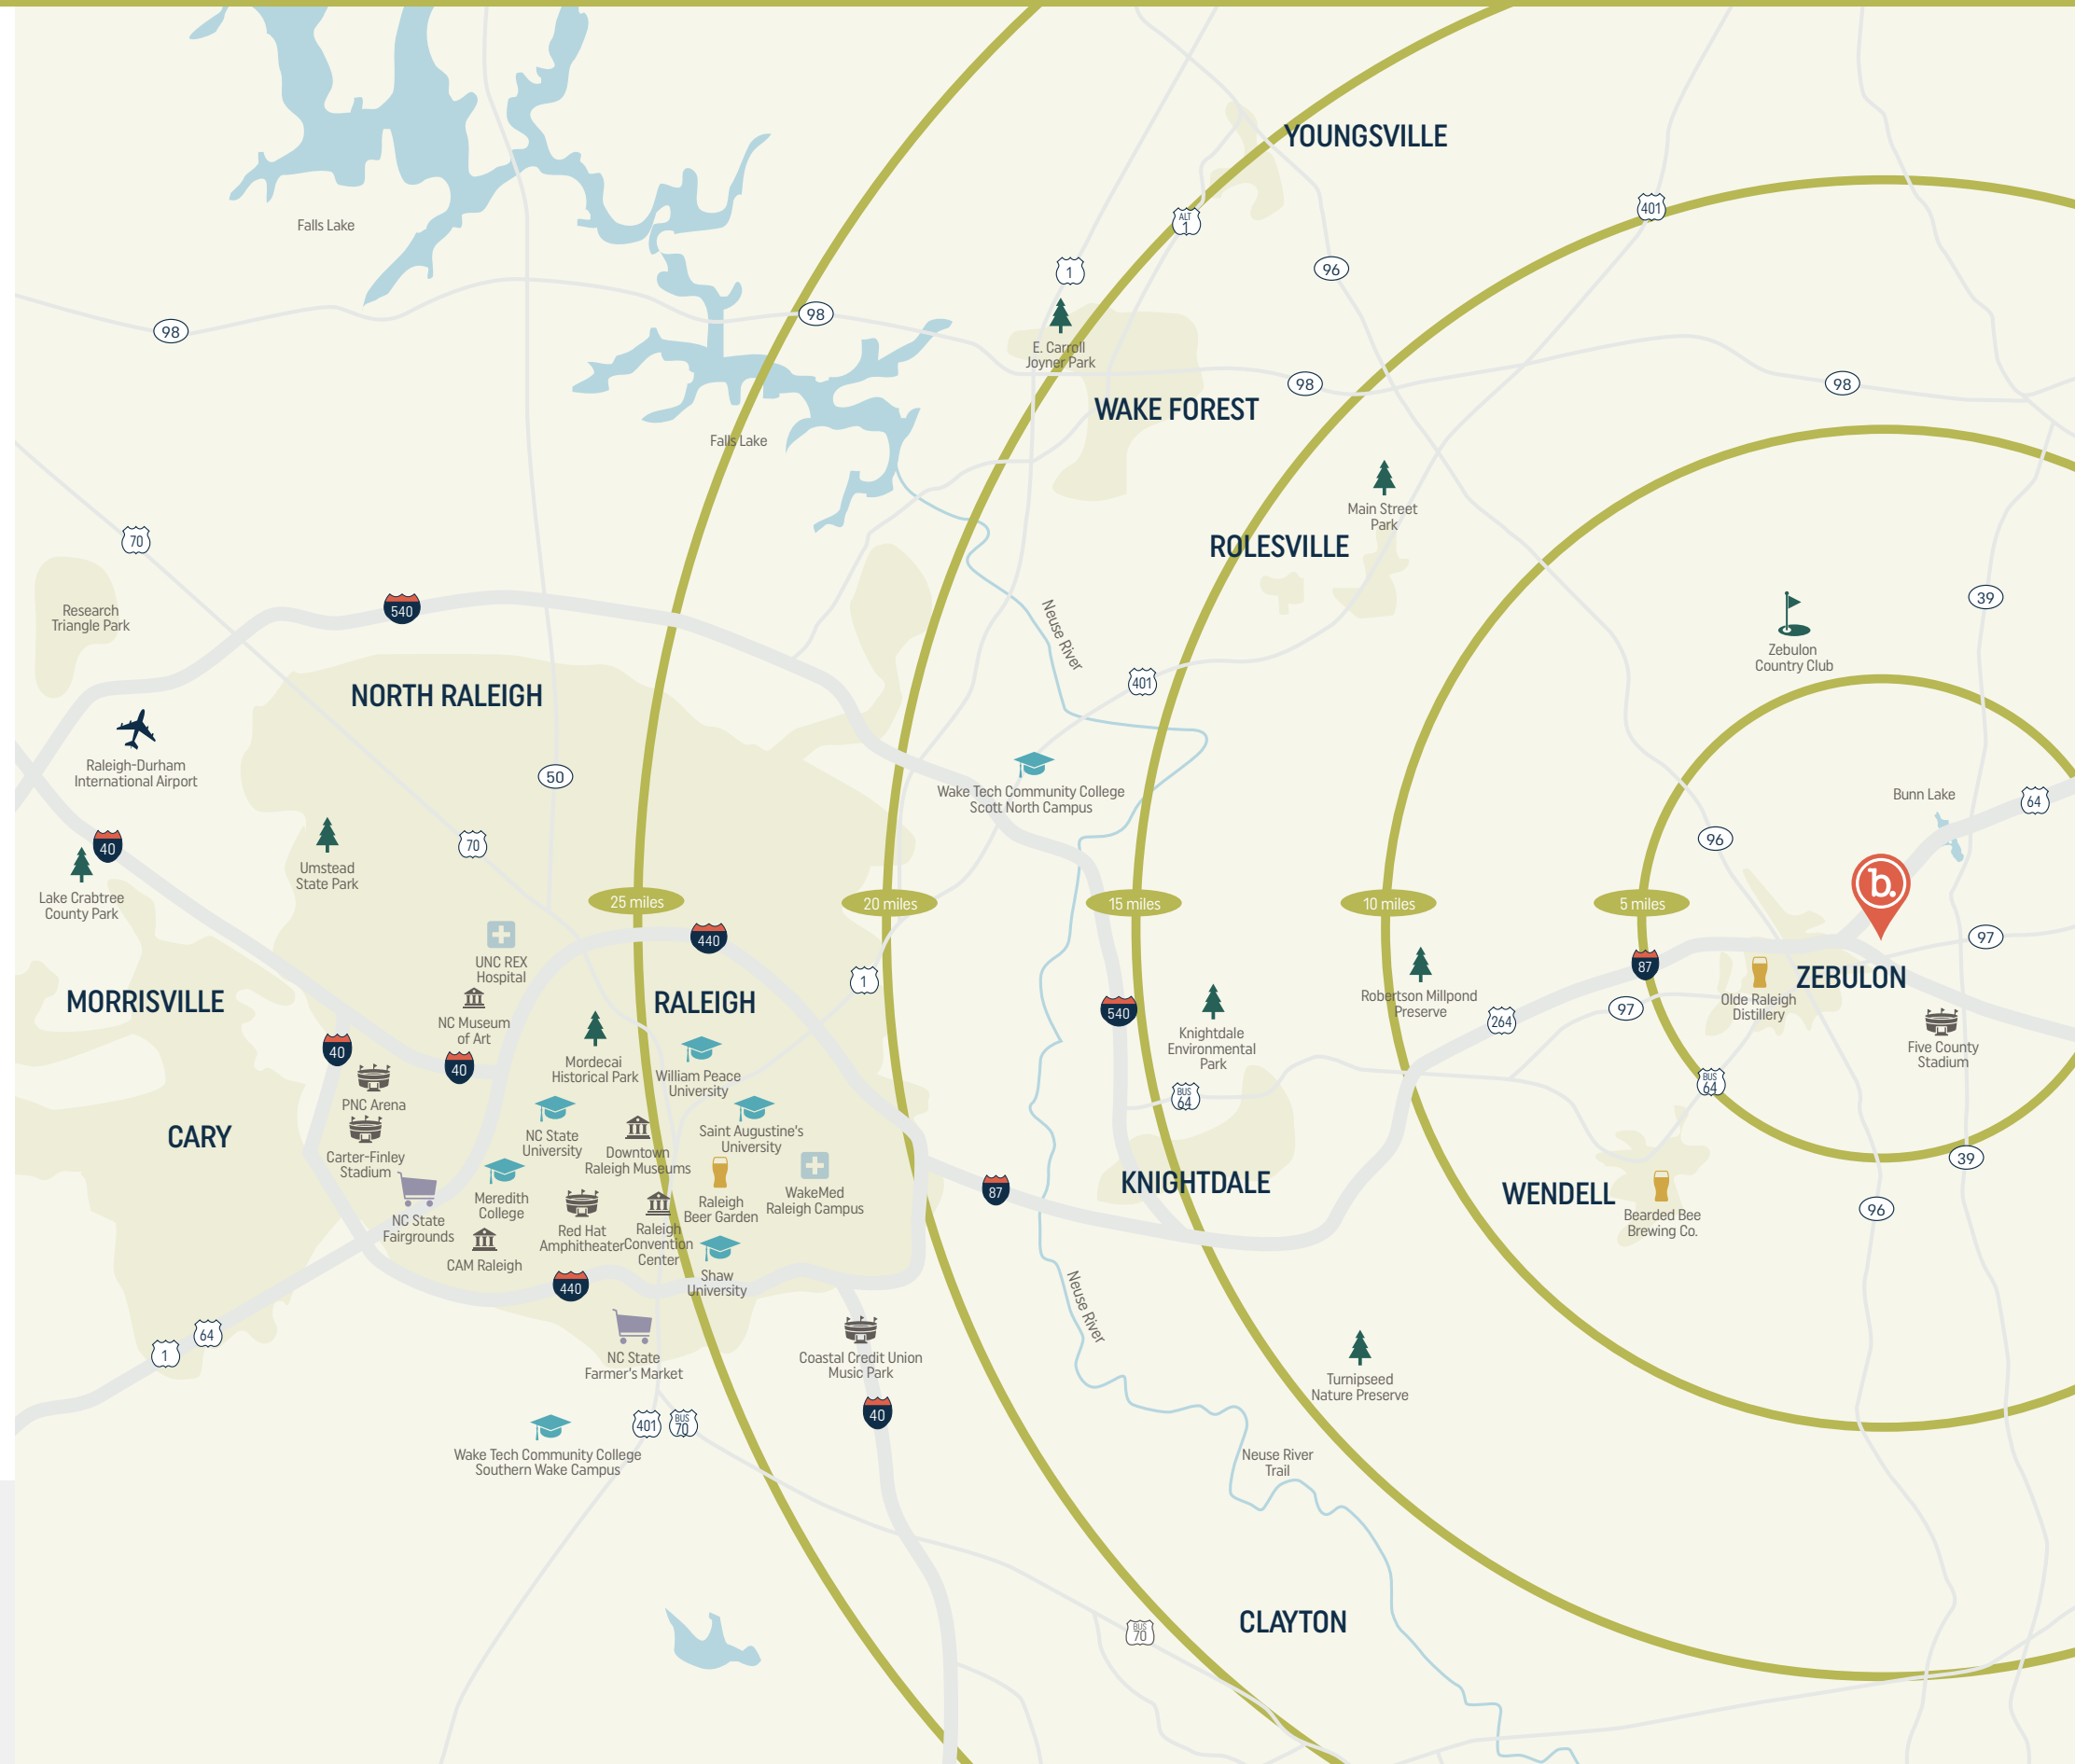 YOUNGSVILLE
401
ALT
1
Falls Lake
1
96
98
98
E. Carroll
Joyner Park
98
98
WAKE FOREST
Falls Lake
Main Street
Park
70
ROLESVILLE
Research
Triangle Park
540
39
Neuse River
Zebulon
Country Club
NORTH RALEIGH
401
Raleigh-Durham
International Airport
50
Wake Tech Community College
Scott North Campus
Bunn Lake
64
40
70
96
Umstead
State Park
Lake Crabtree
County Park
b.
25 miles
20 miles
15 miles
10 miles
5 miles
440
97
UNC REX
Hospital
87
1
ZEBULON
MORRISVILLE
RALEIGH
Robertson Millpond
Preserve
Olde Raleigh
Distillery
97
540
264
NC Museum
of Art
Knightdale
Environmental
Park
Five County
Stadium
40
40
Mordecai
Historical Park
William Peace
University
BUS
64
BUS
64
PNC Arena
CARY
NC State
University
Saint Augustine's
University
Downtown
Raleigh Museums
Carter-Finley
Stadium
39
KNIGHTDALE
87
WENDELL
Meredith
College
WakeMed
Raleigh Campus
Raleigh
Beer Garden
96
NC State
Fairgrounds
Red Hat
Amphitheater
Raleigh
Convention
Center
Bearded Bee
Brewing Co.
CAM Raleigh
Shaw
University
440
Neuse River
64
1
NC State
Farmer's Market
Coastal Credit Union
Music Park
Turnipseed
Nature Preserve
40
401
BUS
70
Wake Tech Community College
Southern Wake Campus
Neuse River
Trail
BUS
70
CLAYTON